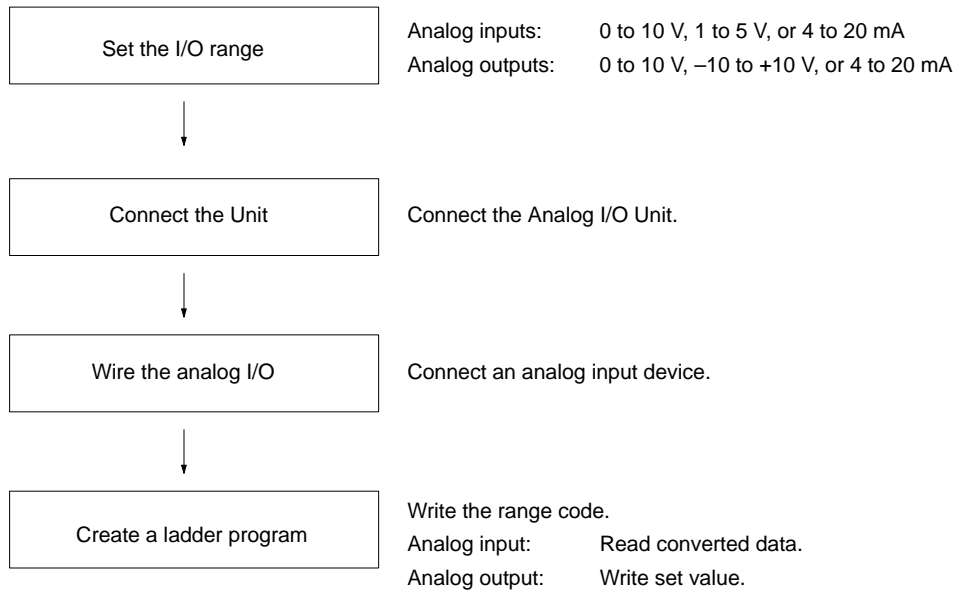 Set the I/O range
Analog inputs: 0 to 10 V, 1 to 5 V, or 4 to 20 mA
Analog outputs: 0 to 10 V, –10 to +10 V, or 4 to 20 mA
Connect the Unit
Connect the Analog I/O Unit.
Wire the analog I/O
Connect an analog input device.
Create a ladder program
Write the range code.
Analog input: Read converted data.
Analog output: Write set value.